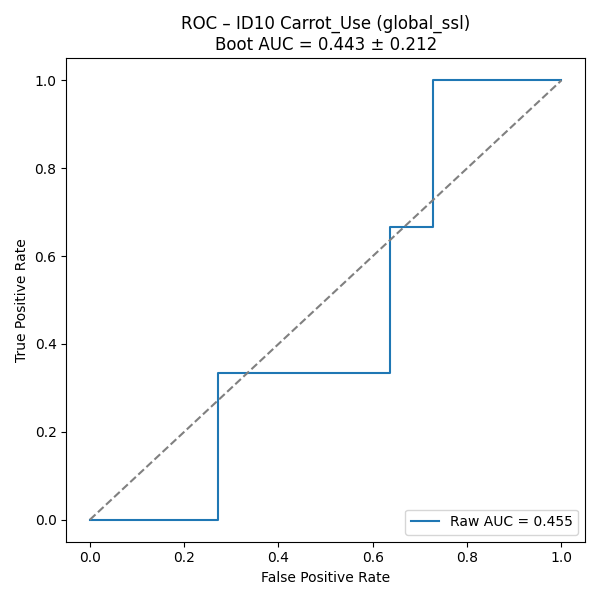 ROC – ID10 Carrot_Use (global_ssl)
Boot AUC = 0.443 ± 0.212
1.0
0.8
0.6
0.4
0.2
0.0
True Positive Rate
Raw AUC = 0.455
0.0 0.2 0.4 0.6 0.8 1.0
False Positive Rate